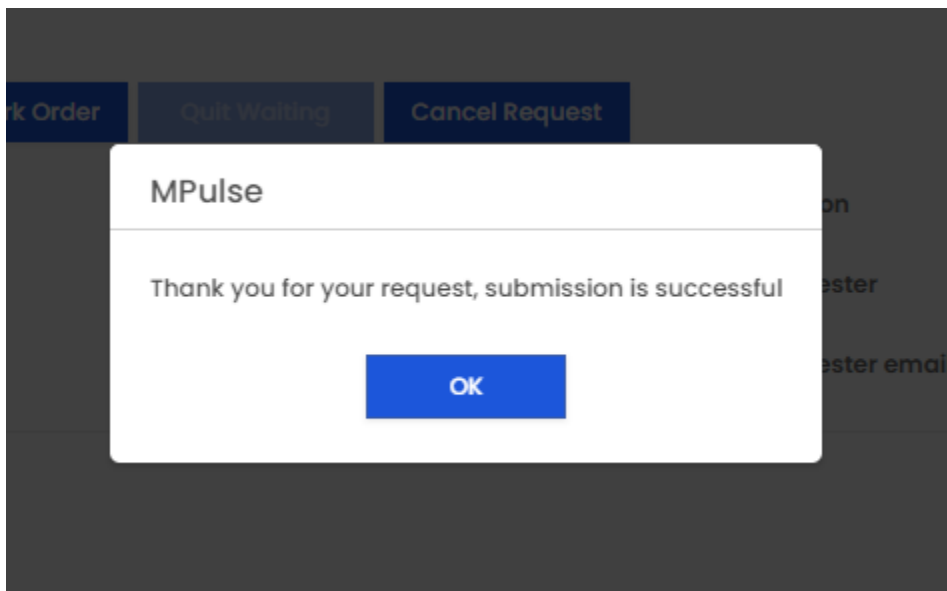 rk Order
Quit Waiting
Cancel Request
MPulse
on
Thank you for your request, submission is successful
ester
OK
ester emai